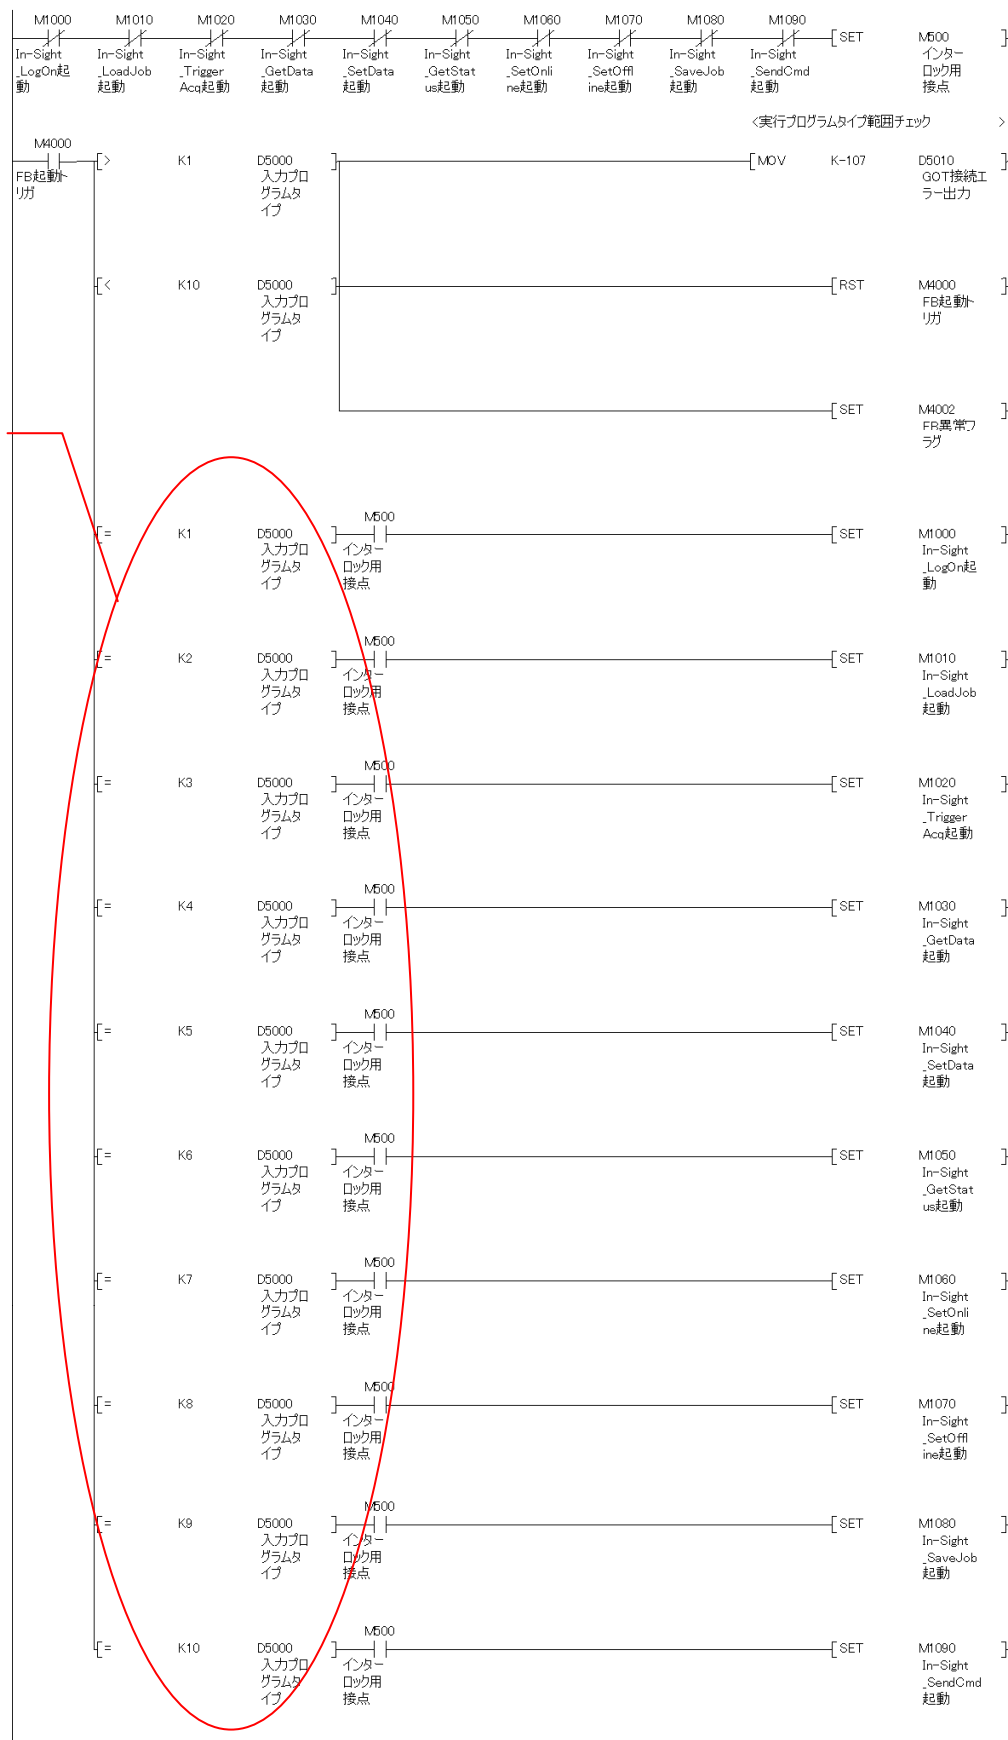 M1000 M1010 M1020 M1030 M1040 M1050 M1060 M1070 M1080 M1090
[SET M500 ]
In-Sight In-Sight In-Sight In-Sight In-Sight In-Sight In-Sight In-Sight In-Sight In-Sight インター
_LogOn起 _LoadJob _Trigger _GetData _SetData _GetStat _SetOnli _SetOffl _SaveJob _SendCmd ロック用
動 起動 Acq起動 起動 起動 us起動 ne起動 ine起動 起動 起動 接点
<実行プログラムタイプ範囲チェック >
M4000
[> K1 D5000 ] [MOV K-107 D5010 ]
FB起動ト 入力プロ GOT接続エ
リガ グラムタ ラー出力
イプ
[< K10 D5000 ] [RST M4000 ]
入力プロ FB起動ト
グラムタ リガ
イプ
[SET M4002 ]
FB異常フ
ラグ
M500
[= K1 D5000 ] [SET M1000 ]
入力プロ インター In-Sight
グラムタ ロック用 _LogOn起
イプ 接点 動
M500
[= K2 D5000 ] [SET M1010 ]
入力プロ インター In-Sight
グラムタ ロック用 _LoadJob
イプ 接点 起動
M500
[= K3 D5000 ] [SET M1020 ]
入力プロ インター In-Sight
グラムタ ロック用 _Trigger
イプ 接点 Acq起動
M500
[= K4 D5000 ] [SET M1030 ]
入力プロ インター In-Sight
グラムタ ロック用 _GetData
イプ 接点 起動
M500
[= K5 D5000 ] [SET M1040 ]
入力プロ インター In-Sight
グラムタ ロック用 _SetData
イプ 接点 起動
M500
[= K6 D5000 ] [SET M1050 ]
入力プロ インター In-Sight
グラムタ ロック用 _GetStat
イプ 接点 us起動
M500
[= K7 D5000 ] [SET M1060 ]
入力プロ インター In-Sight
グラムタ ロック用 _SetOnli
イプ 接点 ne起動
M500
[= K8 D5000 ] [SET M1070 ]
入力プロ インター In-Sight
グラムタ ロック用 _SetOffl
イプ 接点 ine起動
M500
[= K9 D5000 ] [SET M1080 ]
入力プロ インター In-Sight
グラムタ ロック用 _SaveJob
イプ 接点 起動
M500
[= K10 D5000 ] [SET M1090 ]
入力プロ インター In-Sight
グラムタ ロック用 _SendCmd
イプ 接点 起動